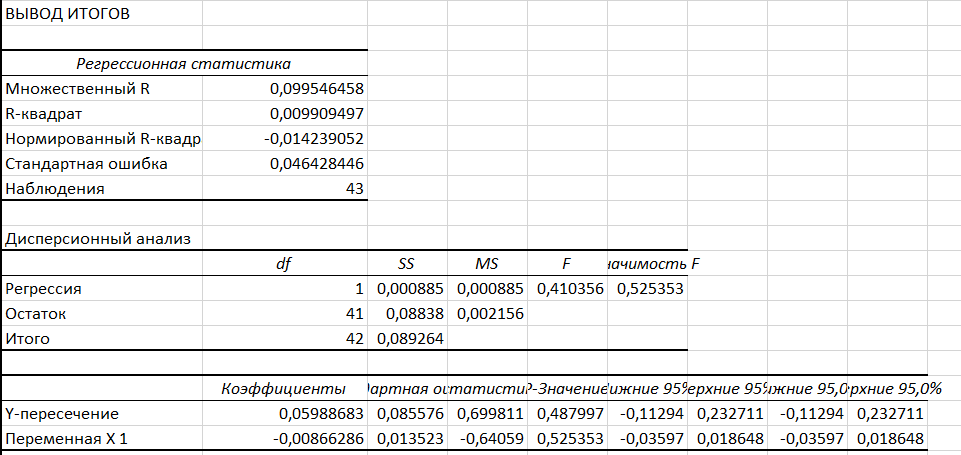 ВЫВОД ИТОГОВ
Регрессионная статистика
Множественный R 0,099546458
R-квадрат 0,009909497
Нормированный R-квадр -0,014239052
Стандартная ошибка 0,046428446
Наблюдения 43
Дисперсионный анализ
df SS MS F начимость F
Регрессия 1 0,000885 0,000885 0,410356 0,525353
Остаток 41 0,08838 0,002156
Итого 42 0,089264
Коэффициенты дартная ош татисти Р-Значение ижние 95% ерхние 95% жние 95,0 рхние 95,0%
Y-пересечение 0,05988683 0,085576 0,699811 0,487997 -0,11294 0,232711 -0,11294 0,232711
Переменная X 1 -0,00866286 0,013523 -0,64059 0,525353 -0,03597 0,018648 -0,03597 0,018648